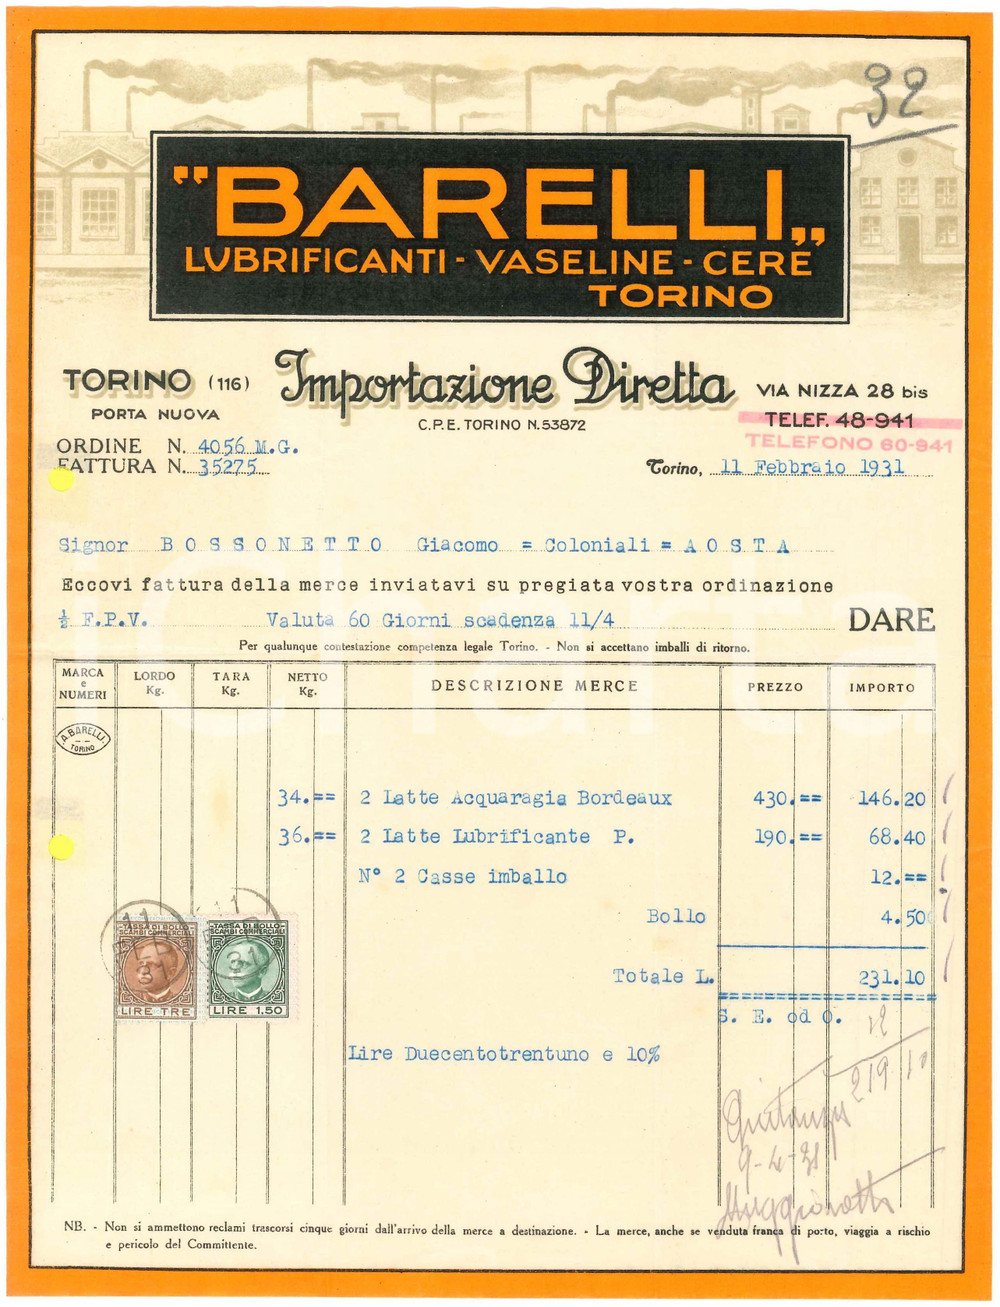 32
"BARELLI„
LUBRIFICANTI - VASELINE - CERE
TORINO
TORINO (116)
PORTA NUOVA
Importazione Diretta
C.P.E. TORINO N. 53872
VIA NIZZA 28 bis
TELEF. 48-941
TELEFONO 60-941
ORDINE N. 4056 M.G.
FATTURA N. 35275
Torino, 11 Febbraio 1931
Signor BOSSONETTO Giacomo = Coloniali = AOSTA
Eccovi fattura della merce inviatavi su pregiata vostra ordinazione
½ F.P.V. Valuta 60 Giorni scadenza 11/4 DARE
Per qualunque contestazione competenza legale Torino. - Non si accettano imballi di ritorno.
MARCA e NUMERI LORDO Kg. TARA Kg. NETTO Kg. DESCRIZIONE MERCE PREZZO IMPORTO
A. BARELLI
TORINO
34.== 2 Latte Acquaragia Bordeaux 430.== 146.20
36.== 2 Latte Lubrificante P. 190.== 68.40
N° 2 Casse imballo 12.==
Bollo 4.50
Totale L. 231.10
S. E. od O.
TASSA DI BOLLO
SCAMBI COMMERCIALI
LIRE TRE
TASSA DI BOLLO
SCAMBI COMMERCIALI
LIRE 1.50
Lire Duecentotrentuno e 10%
12
219.10
9-4-31
NB. - Non si ammettono reclami trascorsi cinque giorni dall'arrivo della merce a destinazione. - La merce, anche se venduta franca di porto, viaggia a rischio
e pericolo del Committente.